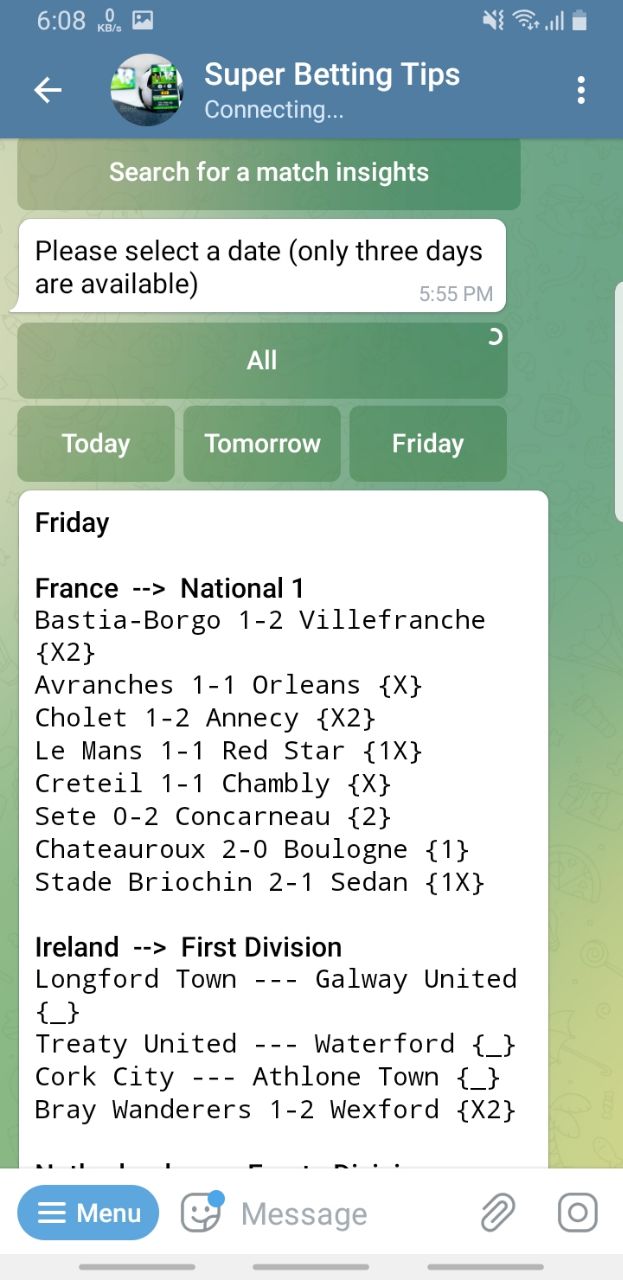 6:08 0 KB/s
Super Betting Tips
Connecting...
Search for a match insights
Please select a date (only three days
are available)
5:55 PM
All
Today Tomorrow Friday
Friday
France --> National 1
Bastia-Borgo 1-2 Villefranche
{X2}
Avranches 1-1 Orleans {X}
Cholet 1-2 Annecy {X2}
Le Mans 1-1 Red Star {1X}
Creteil 1-1 Chambly {X}
Sete 0-2 Concarneau {2}
Chateauroux 2-0 Boulogne {1}
Stade Briochin 2-1 Sedan {1X}
Ireland --> First Division
Longford Town --- Galway United
{_}
Treaty United --- Waterford {_}
Cork City --- Athlone Town {_}
Bray Wanderers 1-2 Wexford {X2}
Menu Message